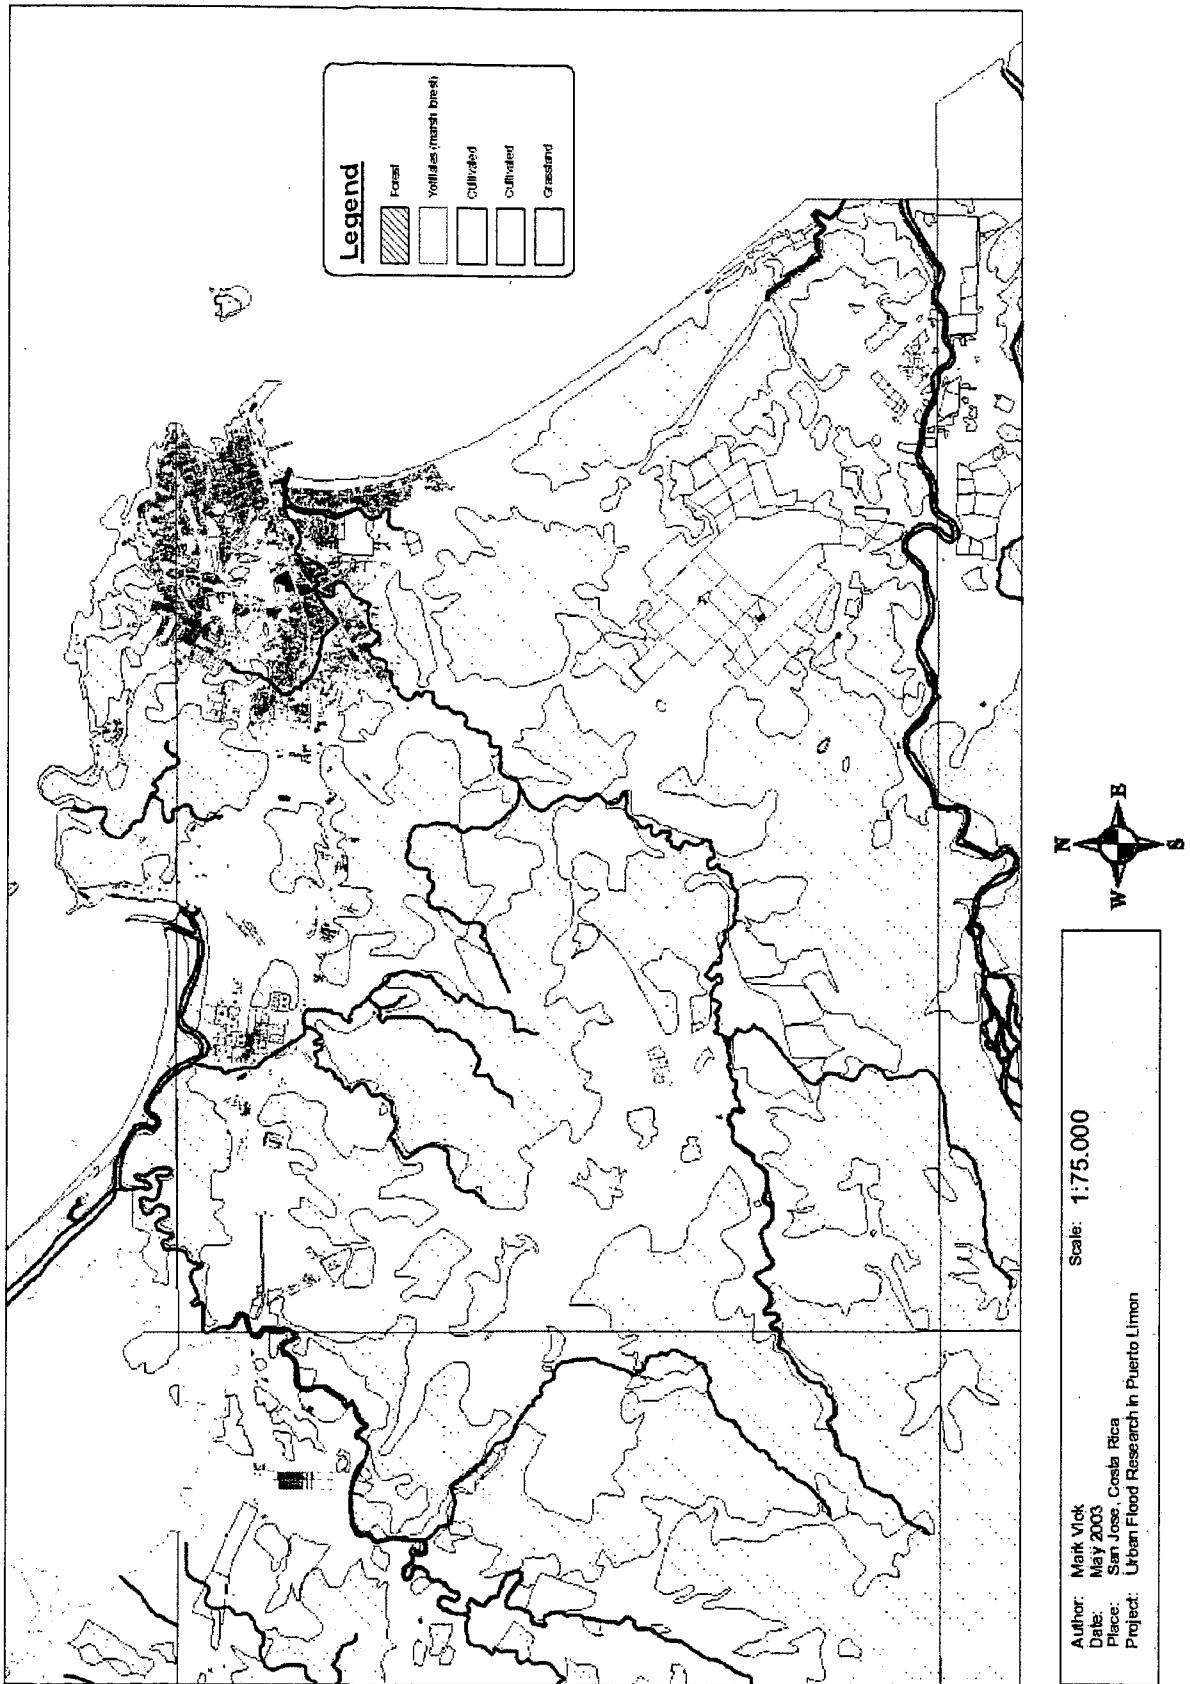 Legend
Forest
Yolillales (marsh forest)
Cultivated
Cultivated
Grassland
N
W E
S
Author: Mark Vlok
Date: May 2003
Place: San Jose, Costa Rica
Project: Urban Flood Research in Puerto Limon
Scale: 1:75.000